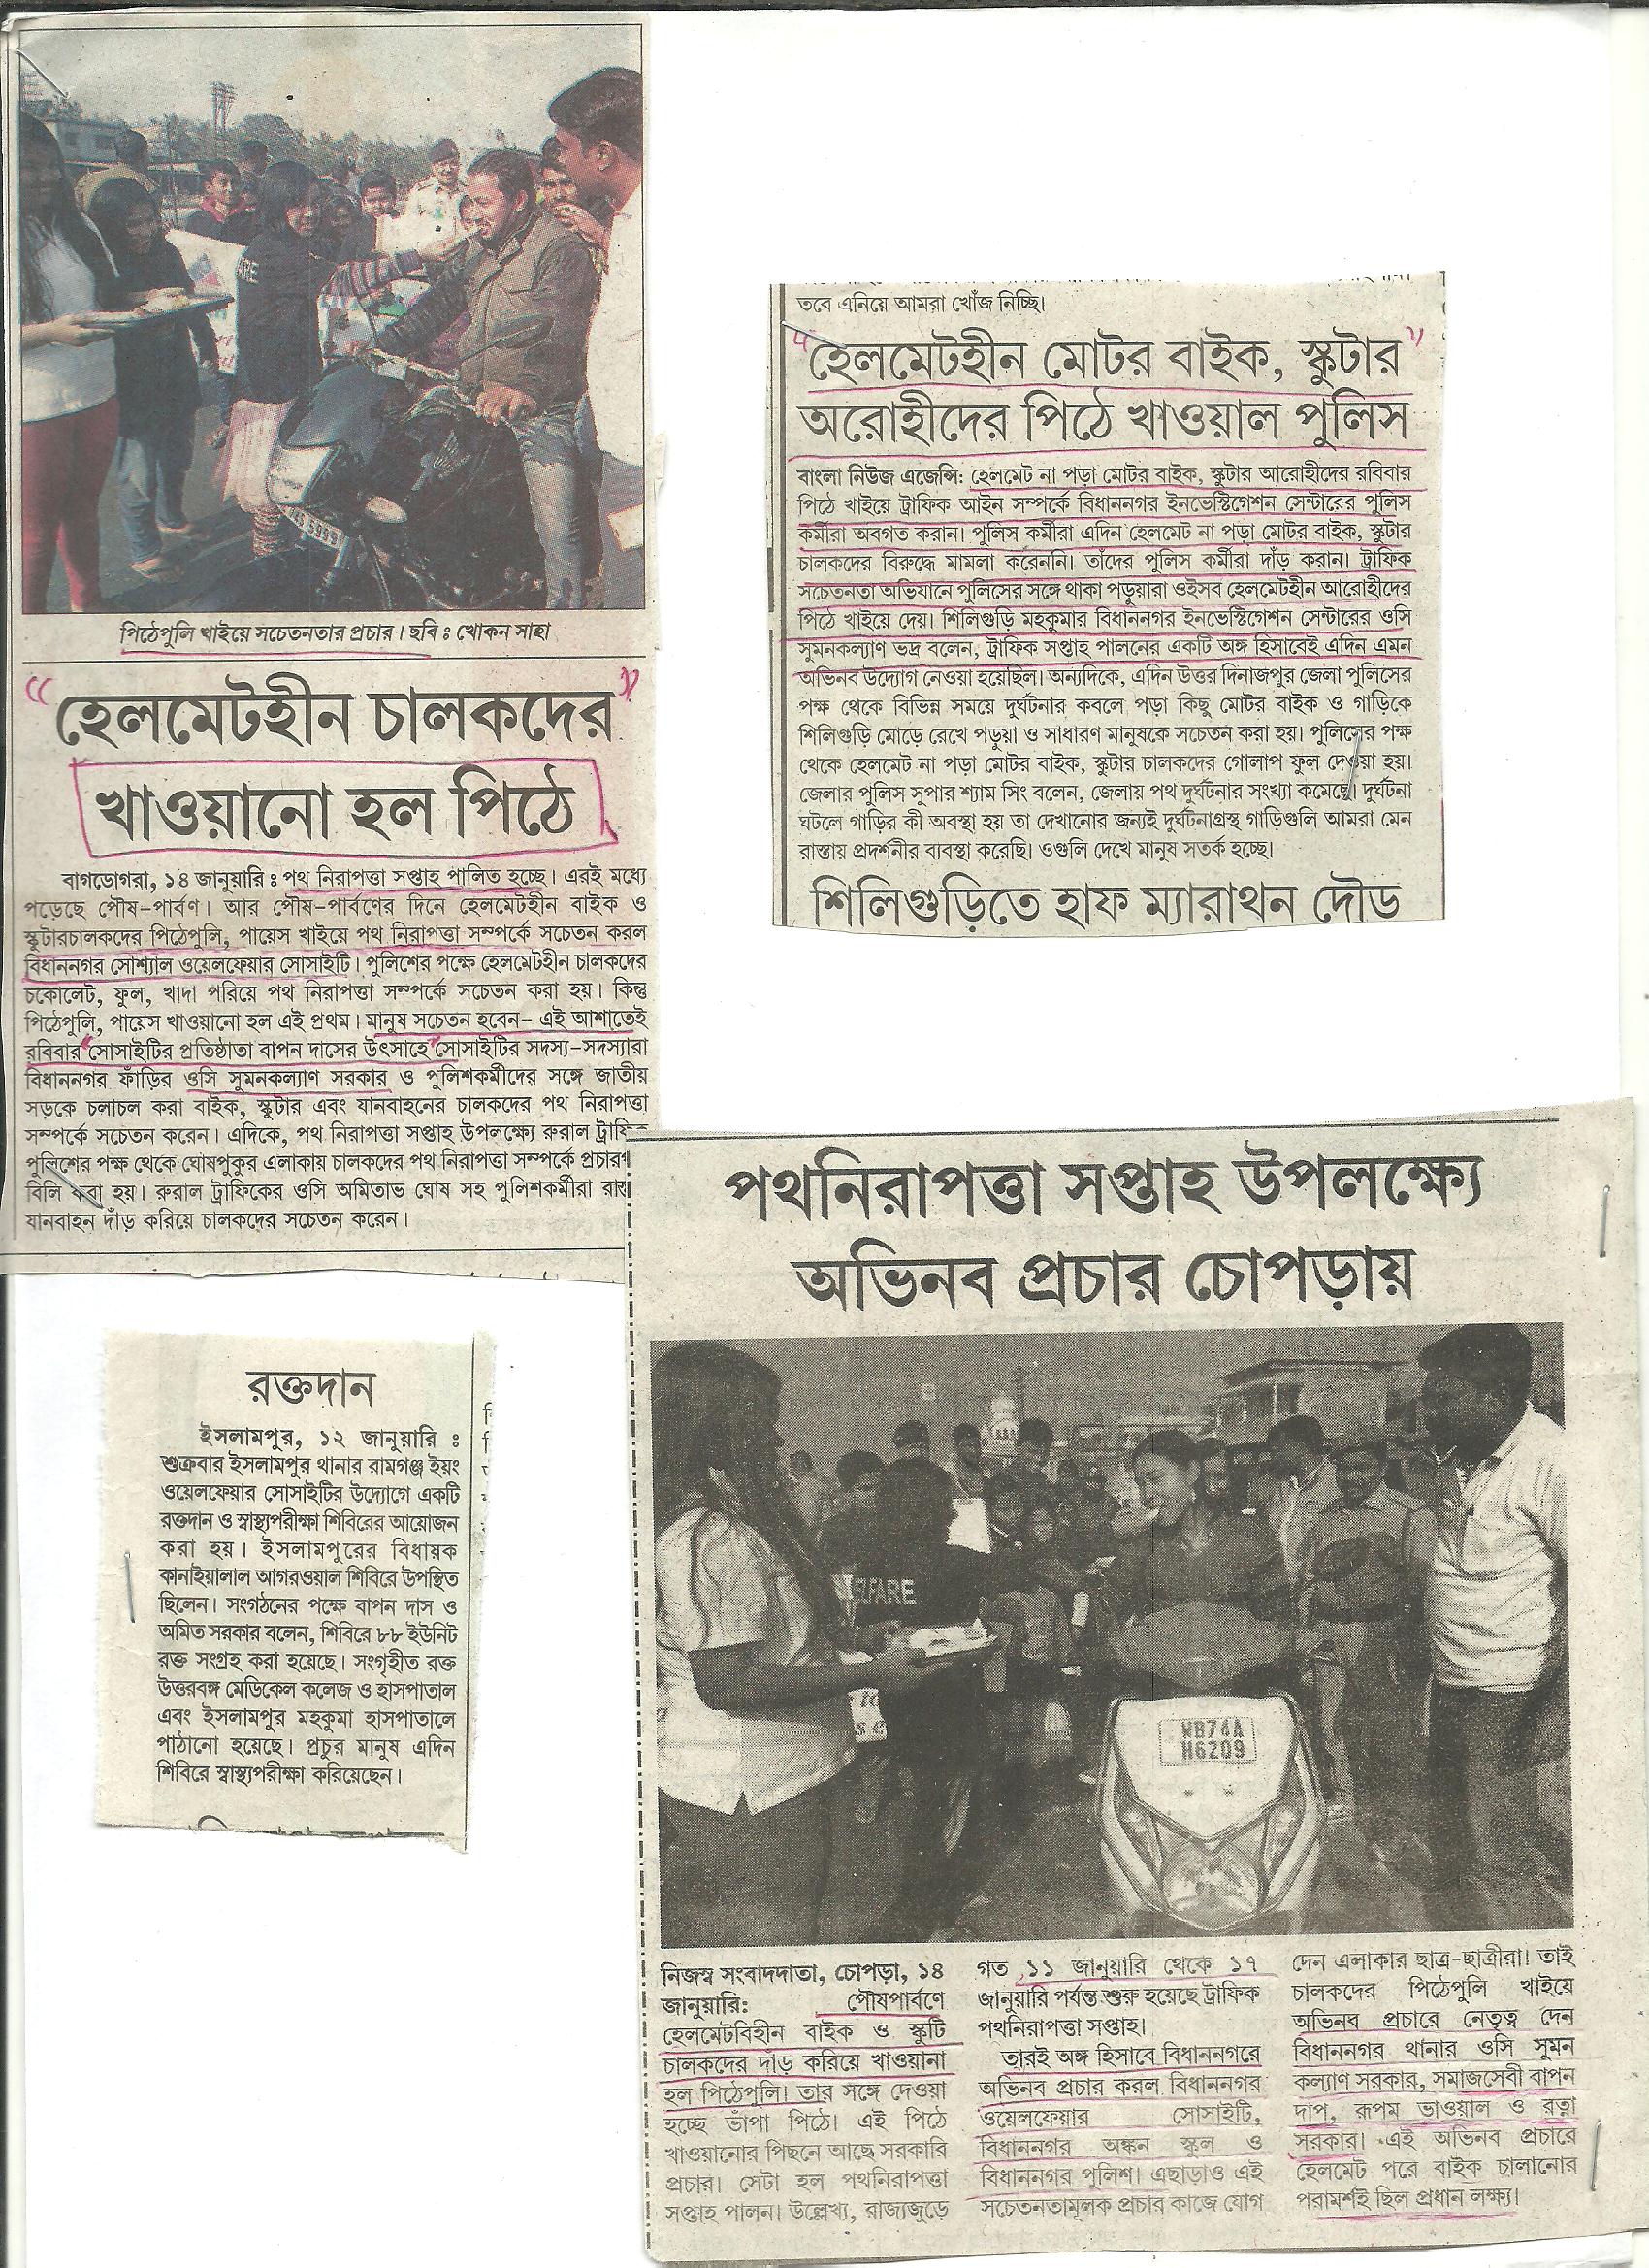 ARE
5999
পিঠেপুলি খাইয়ে সচেতনতার প্রচার। ছবি : খোকন সাহা
“হেলমেটহীন চালকদের”
খাওয়ানো হল পিঠে
বাগডোগরা, ১৪ জানুয়ারি : পথ নিরাপত্তা সপ্তাহ পালিত হচ্ছে। এরই মধ্যে
পড়েছে পৌষ-পার্বণ। আর পৌষ-পার্বণের দিনে হেলমেটহীন বাইক ও
স্কুটারচালকদের পিঠেপুলি, পায়েস খাইয়ে পথ নিরাপত্তা সম্পর্কে সচেতন করল
বিধাননগর সোশ্যাল ওয়েলফেয়ার সোসাইটি। পুলিশের পক্ষে হেলমেটহীন চালকদের
চকোলেট, ফুল, খাদা পরিয়ে পথ নিরাপত্তা সম্পর্কে সচেতন করা হয়। কিন্তু
পিঠেপুলি, পায়েস খাওয়ানো হল এই প্রথম। মানুষ সচেতন হবেন– এই আশাতেই
রবিবার সোসাইটির প্রতিষ্ঠাতা বাপন দাসের উৎসাহে সোসাইটির সদস্য-সদস্যারা
বিধাননগর ফাঁড়ির ওসি সুমনকল্যাণ সরকার ও পুলিশকর্মীদের সঙ্গে জাতীয়
সড়কে চলাচল করা বাইক, স্কুটার এবং যানবাহনের চালকদের পথ নিরাপত্তা
সম্পর্কে সচেতন করেন। এদিকে, পথ নিরাপত্তা সপ্তাহ উপলক্ষ্যে রুরাল
পুলিশের পক্ষ থেকে ঘোষপুকুর এলাকায় চালকদের পথ নিরাপত্তা সম্পর্কে
বিলি করা হয়। রুরাল ট্রাফিকের ওসি অমিতাভ ঘোষ সহ পুলিশকর্মীরা
যানবাহন দাঁড় করিয়ে চালকদের সচেতন করেন।
তবে এনিয়ে আমরা খোঁজ নিচ্ছি।
“হেলমেটহীন মোটর বাইক, স্কুটার”
অরোহীদের পিঠে খাওয়াল পুলিস
বাংলা নিউজ এজেন্সি: হেলমেট না পড়া মোটর বাইক, স্কুটার আরোহীদের রবিবার
পিঠে খাইয়ে ট্রাফিক আইন সম্পর্কে বিধাননগর ইনভেস্টিগেশন সেন্টারের পুলিস
কর্মীরা অবগত করান। পুলিস কর্মীরা এদিন হেলমেট না পড়া মোটর বাইক, স্কুটার
চালকদের বিরুদ্ধে মামলা করেননি। তাঁদের পুলিস কর্মীরা দাঁড় করান। ট্রাফিক
সচেতনতা অভিযানে পুলিসের সঙ্গে থাকা পড়ুয়ারা ওইসব হেলমেটহীন আরোহীদের
পিঠে খাইয়ে দেয়। শিলিগুড়ি মহকুমার বিধাননগর ইনভেস্টিগেশন সেন্টারের ওসি
সুমনকল্যাণ ভদ্র বলেন, ট্রাফিক সপ্তাহ পালনের একটি অঙ্গ হিসাবেই এদিন এমন
অভিনব উদ্যোগ নেওয়া হয়েছিল। অন্যদিকে, এদিন উত্তর দিনাজপুর জেলা পুলিসের
পক্ষ থেকে বিভিন্ন সময়ে দুর্ঘটনার কবলে পড়া কিছু মোটর বাইক ও গাড়িকে
শিলিগুড়ি মোড়ে রেখে পড়ুয়া ও সাধারণ মানুষকে সচেতন করা হয়। পুলিসের পক্ষ
থেকে হেলমেট না পড়া মোটর বাইক, স্কুটার চালকদের গোলাপ ফুল দেওয়া হয়।
জেলার পুলিস সুপার শ্যাম সিং বলেন, জেলায় পথ দুর্ঘটনার সংখ্যা কমেছে। দুর্ঘটনা
ঘটলে গাড়ির কী অবস্থা হয় তা দেখানোর জন্যই দুর্ঘটনাগ্রস্থ গাড়িগুলি আমরা মেন
রাস্তায় প্রদর্শনীর ব্যবস্থা করেছি। ওগুলি দেখে মানুষ সতর্ক হচ্ছে।
শিলিগুড়িতে হাফ ম্যারাথন দৌড়
রক্তদান
ইসলামপুর, ১২ জানুয়ারি :
শুক্রবার ইসলামপুর থানার রামগঞ্জ ইয়ং
ওয়েলফেয়ার সোসাইটির উদ্যোগে একটি
রক্তদান ও স্বাস্থ্যপরীক্ষা শিবিরের আয়োজন
করা হয়। ইসলামপুরের বিধায়ক
কানাইয়ালাল আগরওয়াল শিবিরে উপস্থিত
ছিলেন। সংগঠনের পক্ষে বাপন দাস ও
অমিত সরকার বলেন, শিবিরে ৮৮ ইউনিট
রক্ত সংগ্রহ করা হয়েছে। সংগৃহীত রক্ত
উত্তরবঙ্গ মেডিকেল কলেজ ও হাসপাতাল
এবং ইসলামপুর মহকুমা হাসপাতালে
পাঠানো হয়েছে। প্রচুর মানুষ এদিন
শিবিরে স্বাস্থ্যপরীক্ষা করিয়েছেন।
পথনিরাপত্তা সপ্তাহ উপলক্ষ্যে
অভিনব প্রচার চোপড়ায়
ELFARE
WB74A
H6209
নিজস্ব সংবাদদাতা, চোপড়া, ১৪
জানুয়ারি: পৌষপার্বণে
হেলমেটবিহীন বাইক ও স্কুটি
চালকদের দাঁড় করিয়ে খাওয়ানা
হল পিঠেপুলি। তার সঙ্গে দেওয়া
হচ্ছে ভাঁপা পিঠে। এই পিঠে
খাওয়ানোর পিছনে আছে সরকারি
প্রচার। সেটা হল পথনিরাপত্তা
সপ্তাহ পালন। উল্লেখ্য, রাজ্যজুড়ে
গত ১১ জানুয়ারি থেকে ১৭
জানুয়ারি পর্যন্ত শুরু হয়েছে ট্রাফিক
পথনিরাপত্তা সপ্তাহ।
তারই অঙ্গ হিসাবে বিধাননগরে
অভিনব প্রচার করল বিধাননগর
ওয়েলফেয়ার সোসাইটি,
বিধাননগর অঙ্কন স্কুল ও
বিধাননগর পুলিশ। এছাড়াও এই
সচেতনতামূলক প্রচার কাজে যোগ
দেন এলাকার ছাত্র-ছাত্রীরা। তাই
চালকদের পিঠেপুলি খাইয়ে
অভিনব প্রচারে নেতৃত্ব দেন
বিধাননগর থানার ওসি সুমন
কল্যাণ সরকার, সমাজসেবী বাপন
দাপ, রূপম ভাওয়াল ও রত্না
সরকার। এই অভিনব প্রচারে
হেলমেট পরে বাইক চালানোর
পরামর্শই ছিল প্রধান লক্ষ্য।